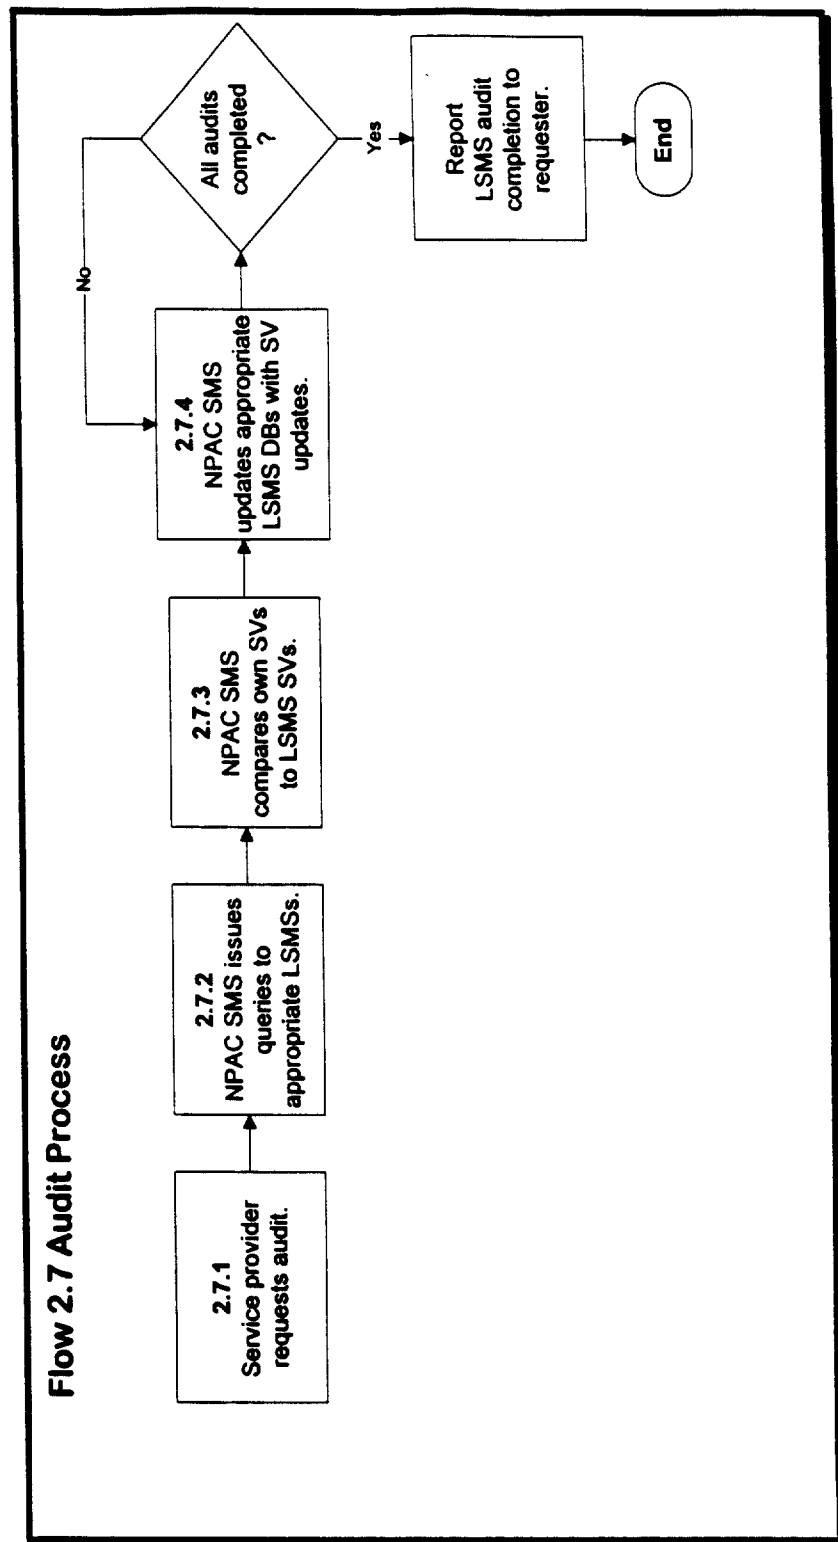 Flow 2.7 Audit Process
2.7.1
Service provider
requests audit.
2.7.2
NPAC SMS issues
queries to
appropriate LSMSs.
2.7.3
NPAC SMS
compares own SVs
to LSMS SVs.
2.7.4
NPAC SMS
updates appropriate
LSMS DBs with SV
updates.
No
All audits
completed
?
Yes
Report
LSMS audit
completion to
requester.
End